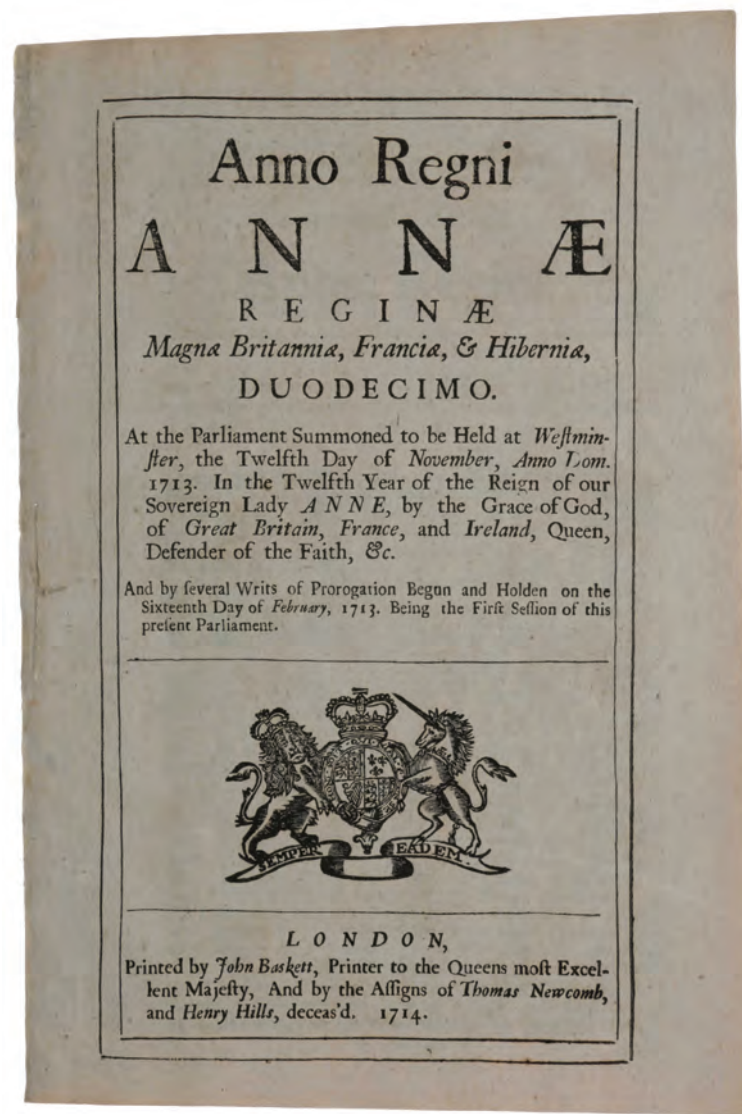 Anno Regni
ANNÆ
REGINÆ
Magnæ Britanniæ, Franciæ, & Hiberniæ,
DUODECIMO.
At the Parliament Summoned to be Held at Weſtmin-
ſter, the Twelfth Day of November, Anno Dom.
1713. In the Twelfth Year of the Reign of our
Sovereign Lady ANNE, by the Grace of God,
of Great Britain, France, and Ireland, Queen,
Defender of the Faith, &c.
And by ſeveral Writs of Prorogation Begun and Holden on the
Sixteenth Day of February, 1713. Being the Firſt Seſſion of this
preſent Parliament.
SEMPER EADEM.
LONDON,
Printed by John Baskett, Printer to the Queens moſt Excel-
lent Majeſty, And by the Aſſigns of Thomas Newcomb,
and Henry Hills, deceas'd. 1714.